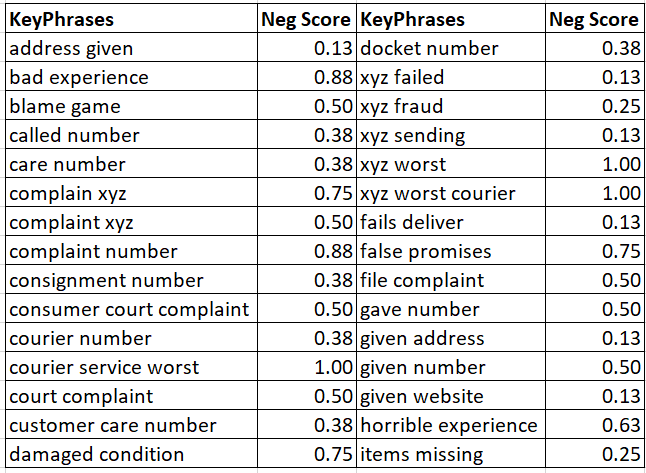 KeyPhrases Neg Score KeyPhrases Neg Score
address given 0.13 docket number 0.38
bad experience 0.88 xyz failed 0.13
blame game 0.50 xyz fraud 0.25
called number 0.38 xyz sending 0.13
care number 0.38 xyz worst 1.00
complain xyz 0.75 xyz worst courier 1.00
complaint xyz 0.50 fails deliver 0.13
complaint number 0.88 false promises 0.75
consignment number 0.38 file complaint 0.50
consumer court complaint 0.50 gave number 0.50
courier number 0.38 given address 0.13
courier service worst 1.00 given number 0.50
court complaint 0.50 given website 0.13
customer care number 0.38 horrible experience 0.63
damaged condition 0.75 items missing 0.25